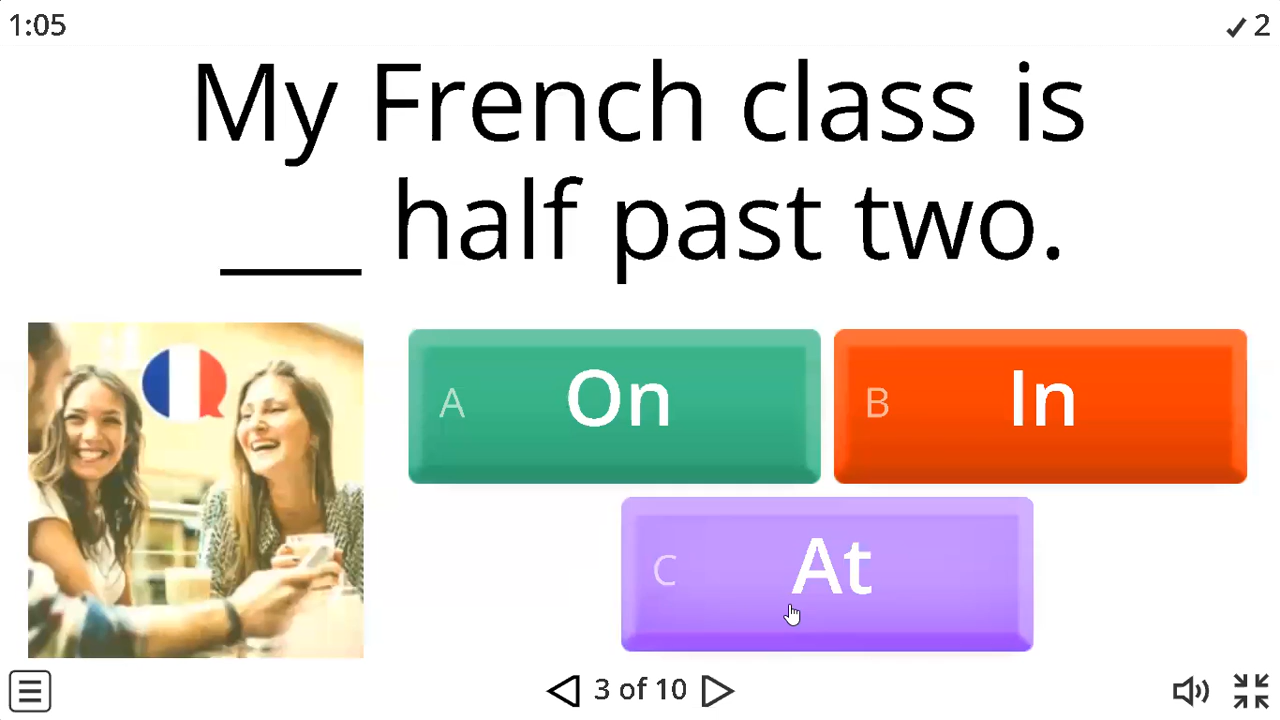 1:05
✓ 2
My French class is
___ half past two.
A On
B In
C At
3 of 10